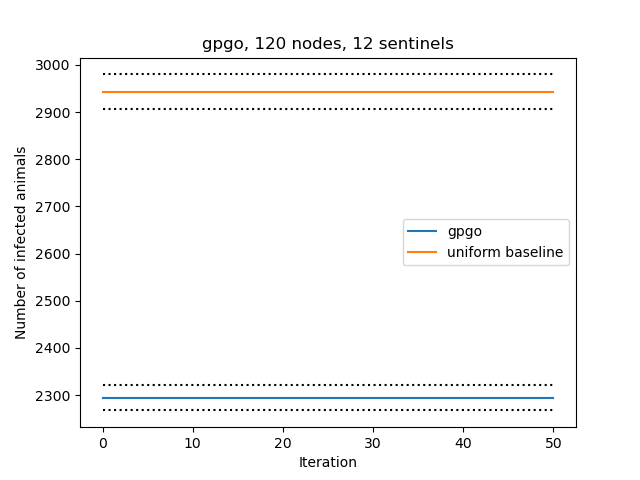 gpgo, 120 nodes, 12 sentinels
3000
2900
2800
2700
2600
2500
2400
2300
Number of infected animals
gpgo
uniform baseline
0 10 20 30 40 50
Iteration